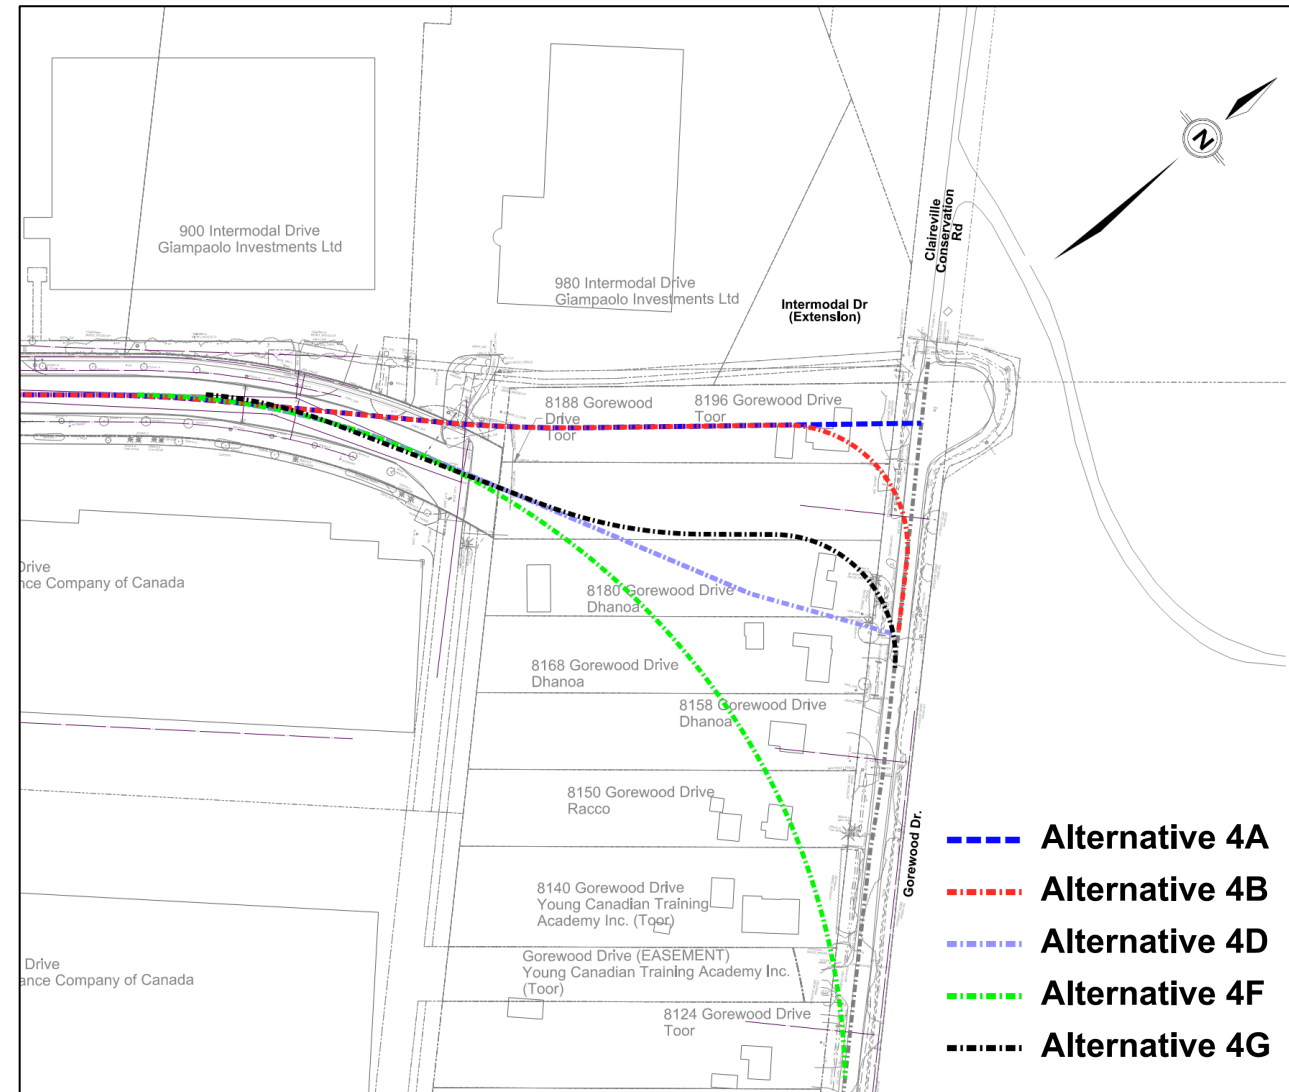 900 Intermodal Drive
Giampaolo Investments Ltd
980 Intermodal Drive
Giampaolo Investments Ltd
Intermodal Dr
(Extension)
Claireville
Conservation
Rd
N
8188 Gorewood
Drive
Toor
8196 Gorewood Drive
Toor
Drive
nce Company of Canada
8180 Gorewood Drive
Dhanoa
8168 Gorewood Drive
Dhanoa
8158 Gorewood Drive
Dhanoa
8150 Gorewood Drive
Racco
8140 Gorewood Drive
Young Canadian Training
Academy Inc. (Toor)
Gorewood Drive (EASEMENT)
Young Canadian Training Academy Inc.
(Toor)
8124 Gorewood Drive
Toor
Drive
ance Company of Canada
Gorewood Dr.
Alternative 4A
Alternative 4B
Alternative 4D
Alternative 4F
Alternative 4G